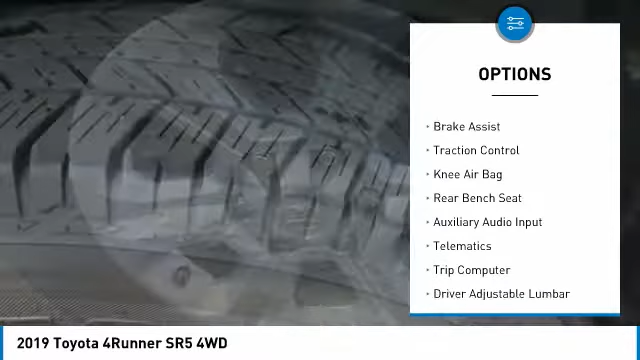 OPTIONS
· Brake Assist
· Traction Control
· Knee Air Bag
· Rear Bench Seat
· Auxiliary Audio Input
· Telematics
· Trip Computer
· Driver Adjustable Lumbar
2019 Toyota 4Runner SR5 4WD